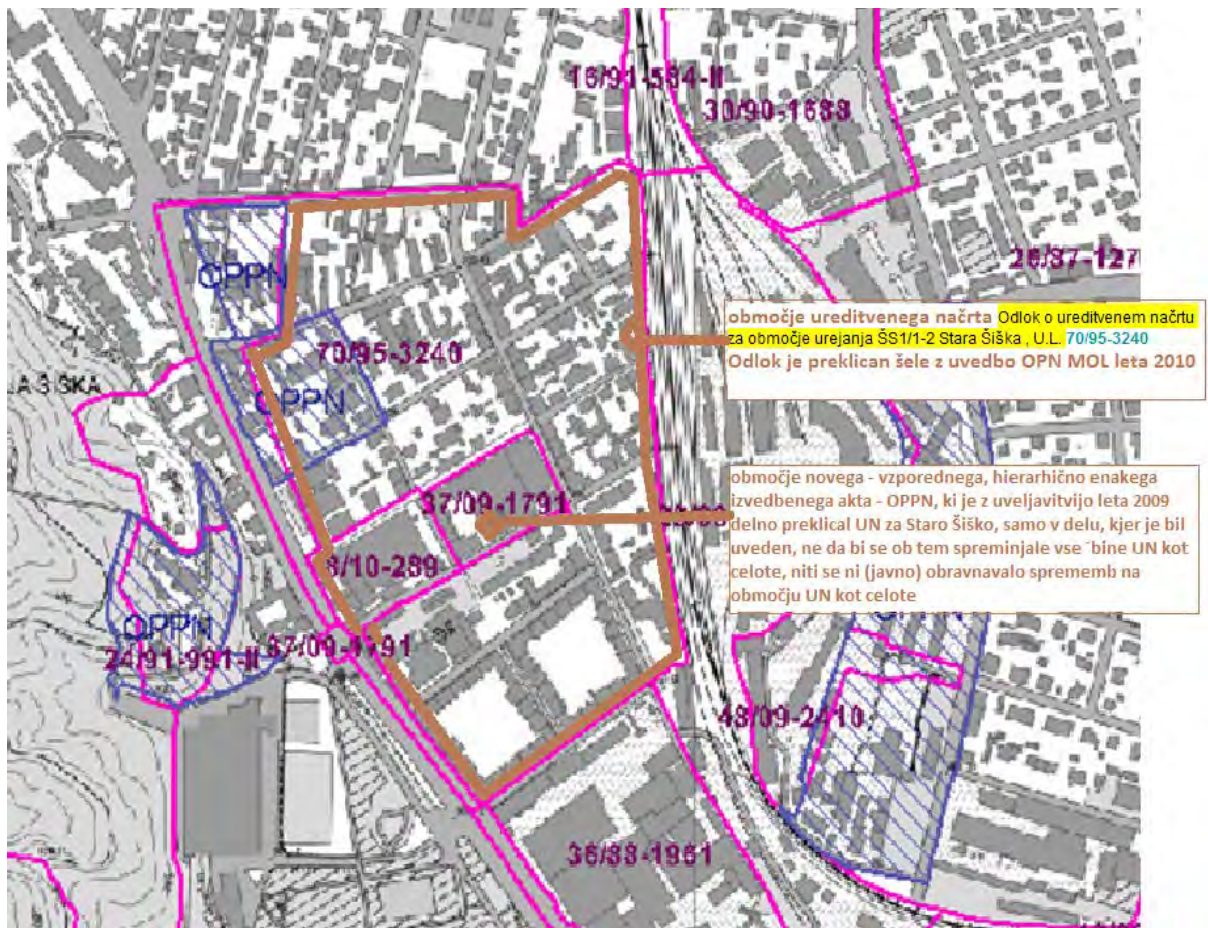 16/91-584-II
30/90-1688
26/87-127
OPPN
70/95-3240
OPPN
A ŠIŠKA
območje ureditvenega načrta Odlok o ureditvenem načrtu
za območje urejanja ŠS1/1-2 Stara Šiška , U.L. 70/95-3240
Odlok je preklican šele z uvedbo OPN MOL leta 2010
37/09-1791
8/10-289
območje novega - vzporednega, hierarhično enakega
izvedbenega akta - OPPN, ki je z uveljavitvijo leta 2009
delno preklical UN za Staro Šiško, samo v delu, kjer je bil
uveden, ne da bi se ob tem spreminjale vse ¨bine UN kot
celote, niti se ni (javno) obravnavalo sprememb na
območju UN kot celote
OPPN
24/91-991-II
37/09-1791
OPPN
48/09-2410
36/88-1961